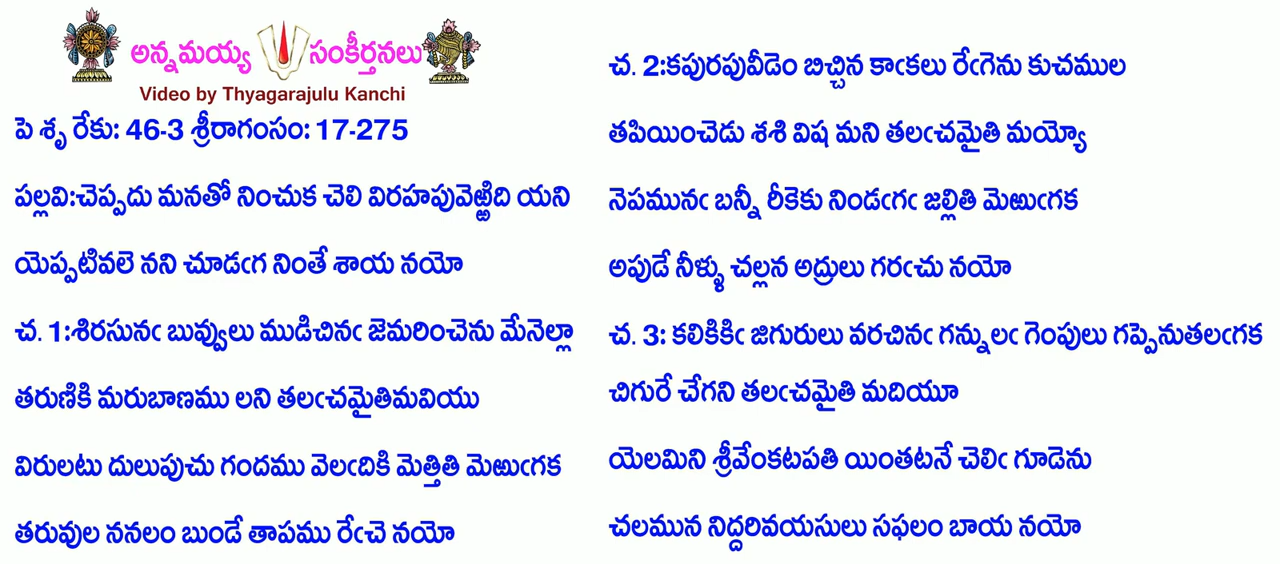 అన్నమయ్య సంకీర్తనలు
Video by Thyagarajulu Kanchi
పె శృ రేకు: 46-3 శ్రీరాగంసం: 17-275
పల్లవి:చెప్పదు మనతో నించుక చెలి విరహపువెఱ్ఱిది యని
యెప్పటివలె నని చూడఁగ నింతే శాయ నయో
చ. 1:శిరసునఁ బువ్వులు ముడిచినఁ జెమరించెను మేనెల్లా
తరుణికి మరుబాణము లని తలఁచమైతిమవియు
విరులటు దులుపుచు గందము వెలఁదికి మెత్తితి మెఱుఁగక
తరువుల ననలం బుండే తాపము రేఁచె నయో
చ. 2:కపురపువీడెం బిచ్చిన కాఁకలు రేఁగెను కుచముల
తపియించెడు శశి విష మని తలఁచమైతి మయ్యో
నెపమునఁ బన్నీ రీకెకు నిండఁగఁ జల్లితి మెఱుఁగక
అపుడే నీళ్ళు చల్లన అద్రులు గరఁచు నయో
చ. 3: కలికికిఁ జిగురులు వరచినఁ గన్నులఁ గెంపులు గప్పెనుతలఁగక
చిగురే చేగని తలఁచమైతి మదియూ
యెలమిని శ్రీవేంకటపతి యింతటనే చెలిఁ గూడెను
చలమున నిద్దరివయసులు సఫలం బాయ నయో